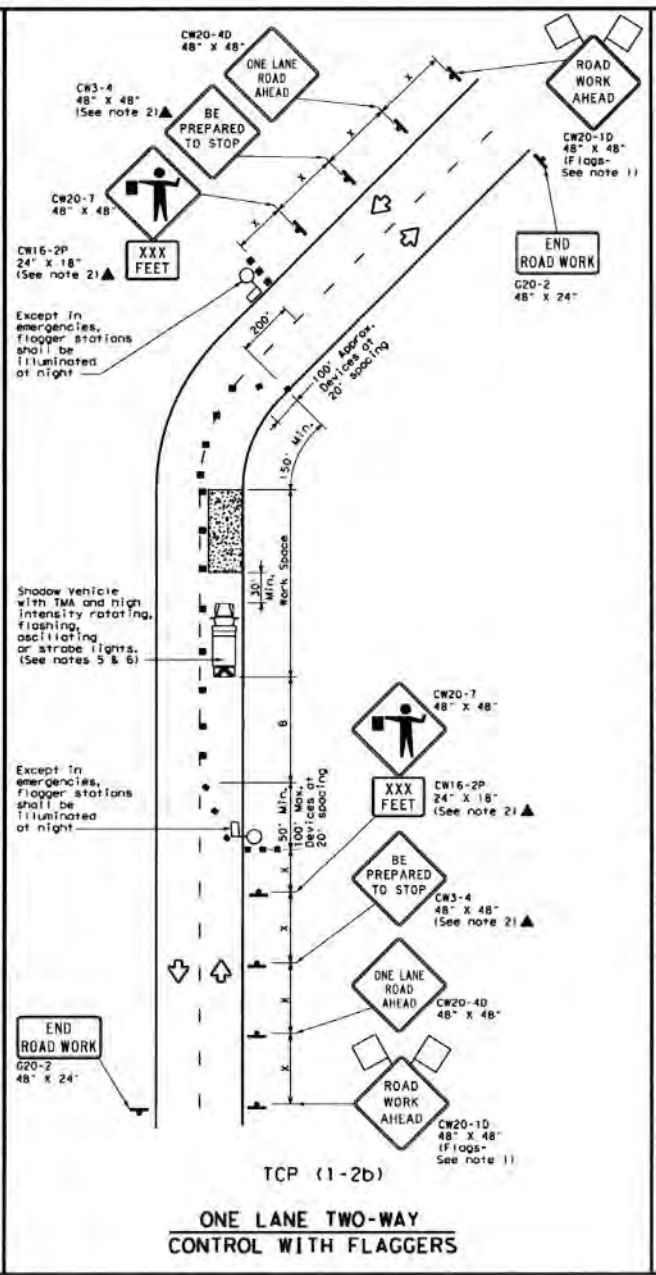 CW20-4D
48" X 48"
ONE LANE
ROAD
AHEAD
ROAD
WORK
AHEAD
CW20-1D
48" X 48"
(Flags-
See note 1)
CW3-4
48" X 48"
(See note 2)▲
BE
PREPARED
TO STOP
CW20-7
48" X 48"
CW16-2P
24" X 18"
(See note 2)▲
XXX
FEET
X
X
X
X
END
ROAD WORK
G20-2
48" X 24"
Except in
emergencies,
flagger stations
shall be
illuminated
at night
200'
100' Approx.
Devices at
20' spacing
150' Min.
Work Space
30'
Min.
Shadow Vehicle
with TMA and high
intensity rotating,
flashing,
oscillating
or strobe lights.
(See notes 5 & 6)
B
CW20-7
48" X 48"
XXX
FEET
CW16-2P
24" X 18"
(See note 2)▲
Except in
emergencies,
flagger stations
shall be
illuminated
at night
50' Min.
100' Max.
Devices at
20' spacing
X
X
X
X
BE
PREPARED
TO STOP
CW3-4
48" X 48"
(See note 2)▲
ONE LANE
ROAD
AHEAD
CW20-4D
48" X 48"
END
ROAD WORK
G20-2
48" X 24"
ROAD
WORK
AHEAD
CW20-1D
48" X 48"
(Flags-
See note 1)
TCP (1-2b)
ONE LANE TWO-WAY
CONTROL WITH FLAGGERS